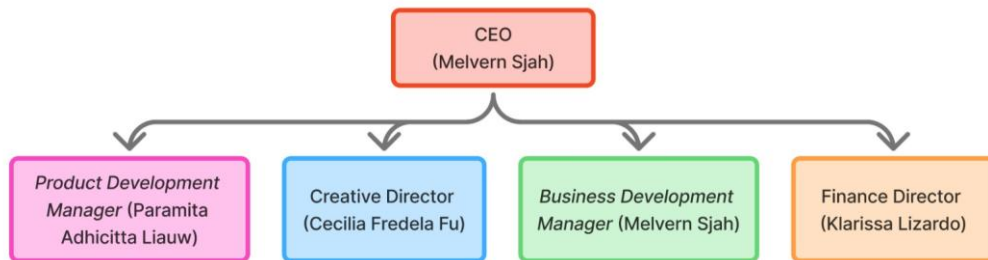 CEO
(Melvern Sjah)
Product Development
Manager (Paramita
Adhicitta Liauw)
Creative Director
(Cecilia Fredela Fu)
Business Development
Manager (Melvern Sjah)
Finance Director
(Klarissa Lizardo)